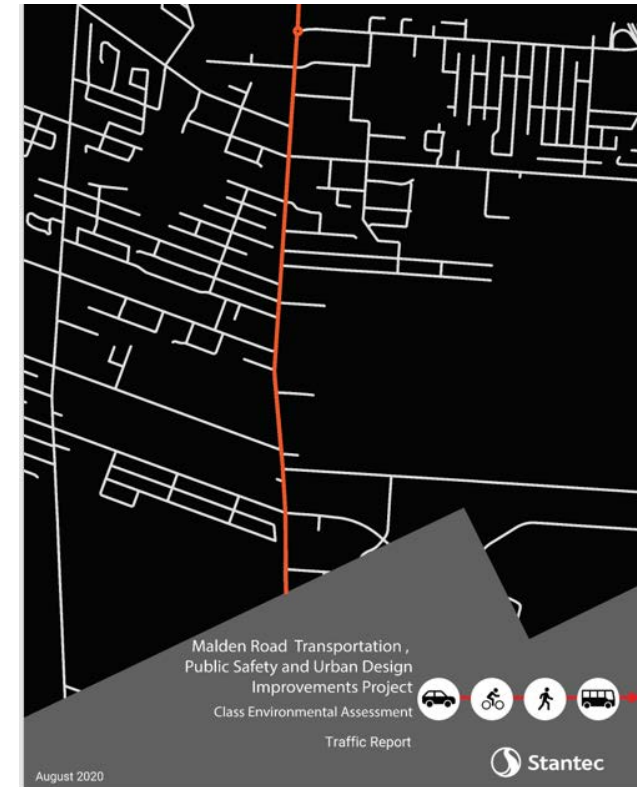 Malden Road Transportation ,
Public Safety and Urban Design
Improvements Project
Class Environmental Assessment
Traffic Report
Stantec
August 2020